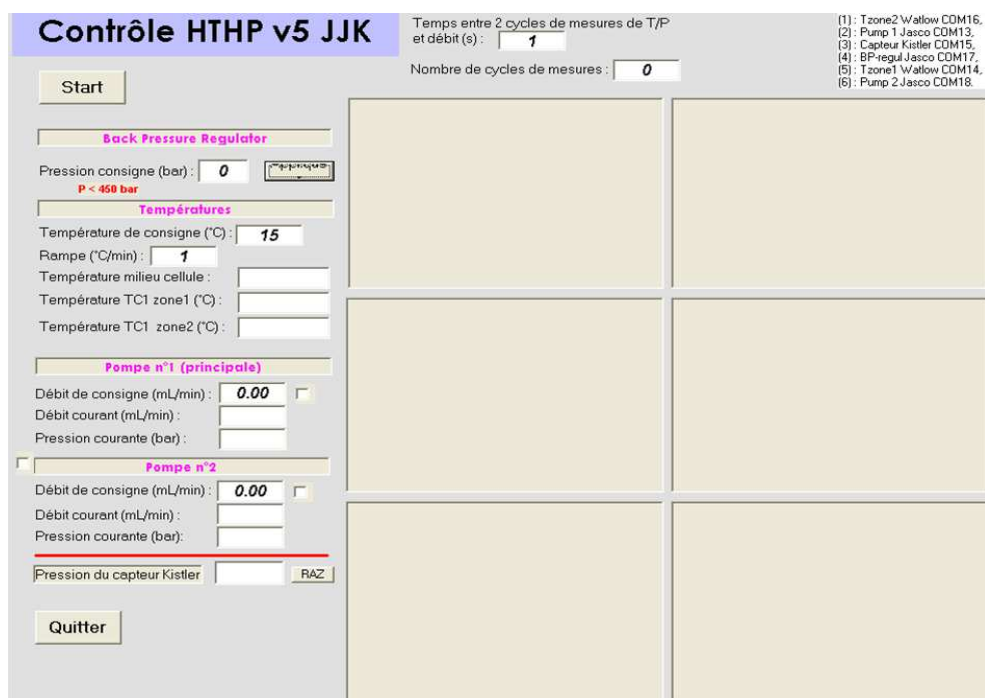 Contrôle HTHP v5 JJK
Temps entre 2 cycles de mesures de T/P
et débit (s) : 1
Nombre de cycles de mesures : 0
(1) : Tzone2 Watlow COM16,
(2) : Pump 1 Jasco COM13,
(3) : Capteur Kistler COM15,
(4) : BP-regul Jasco COM17,
(5) : Tzone1 Watlow COM14,
(6) : Pump 2 Jasco COM18.
Start
Back Pressure Regulator
Pression consigne (bar) : 0
P < 450 bar
Températures
Température de consigne (°C) : 15
Rampe (°C/min) : 1
Température milieu cellule :
Température TC1 zone1 (°C) :
Température TC1 zone2 (°C) :
Pompe n°1 (principale)
Débit de consigne (mL/min) : 0.00
Débit courant (mL/min) :
Pression courante (bar) :
Pompe n°2
Débit de consigne (mL/min) : 0.00
Débit courant (mL/min) :
Pression courante (bar):
Pression du capteur Kistler RAZ
Quitter